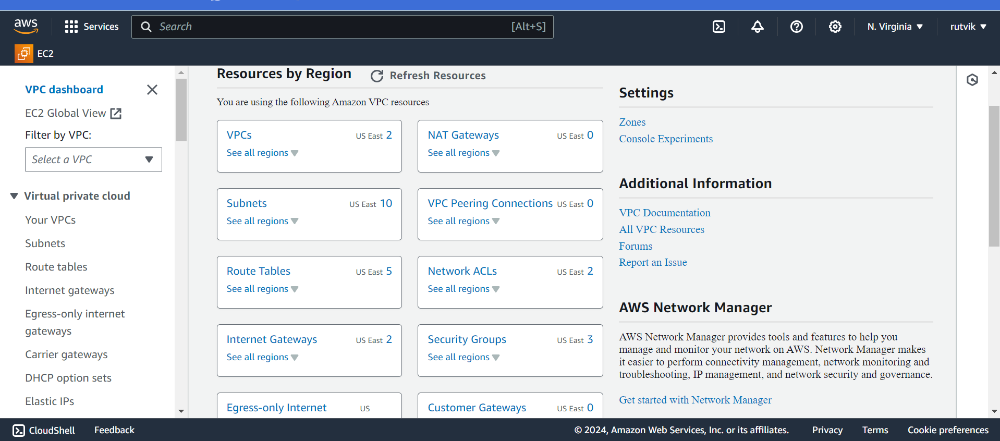 aws
Services
Search
[Alt+S]
N. Virginia
rutvik
EC2
VPC dashboard
EC2 Global View
Filter by VPC:
Select a VPC
Virtual private cloud
Your VPCs
Subnets
Route tables
Internet gateways
Egress-only internet
gateways
Carrier gateways
DHCP option sets
Elastic IPs
Resources by Region
Refresh Resources
You are using the following Amazon VPC resources
VPCs US East 2
See all regions
NAT Gateways US East 0
See all regions
Subnets US East 10
See all regions
VPC Peering Connections US East 0
See all regions
Route Tables US East 5
See all regions
Network ACLs US East 2
See all regions
Internet Gateways US East 2
See all regions
Security Groups US East 3
See all regions
Egress-only Internet US
Customer Gateways US East 0
Settings
Zones
Console Experiments
Additional Information
VPC Documentation
All VPC Resources
Forums
Report an Issue
AWS Network Manager
AWS Network Manager provides tools and features to help you
manage and monitor your network on AWS. Network Manager makes
it easier to perform connectivity management, network monitoring and
troubleshooting, IP management, and network security and governance.
Get started with Network Manager
CloudShell
Feedback
© 2024, Amazon Web Services, Inc. or its affiliates.
Privacy
Terms
Cookie preferences